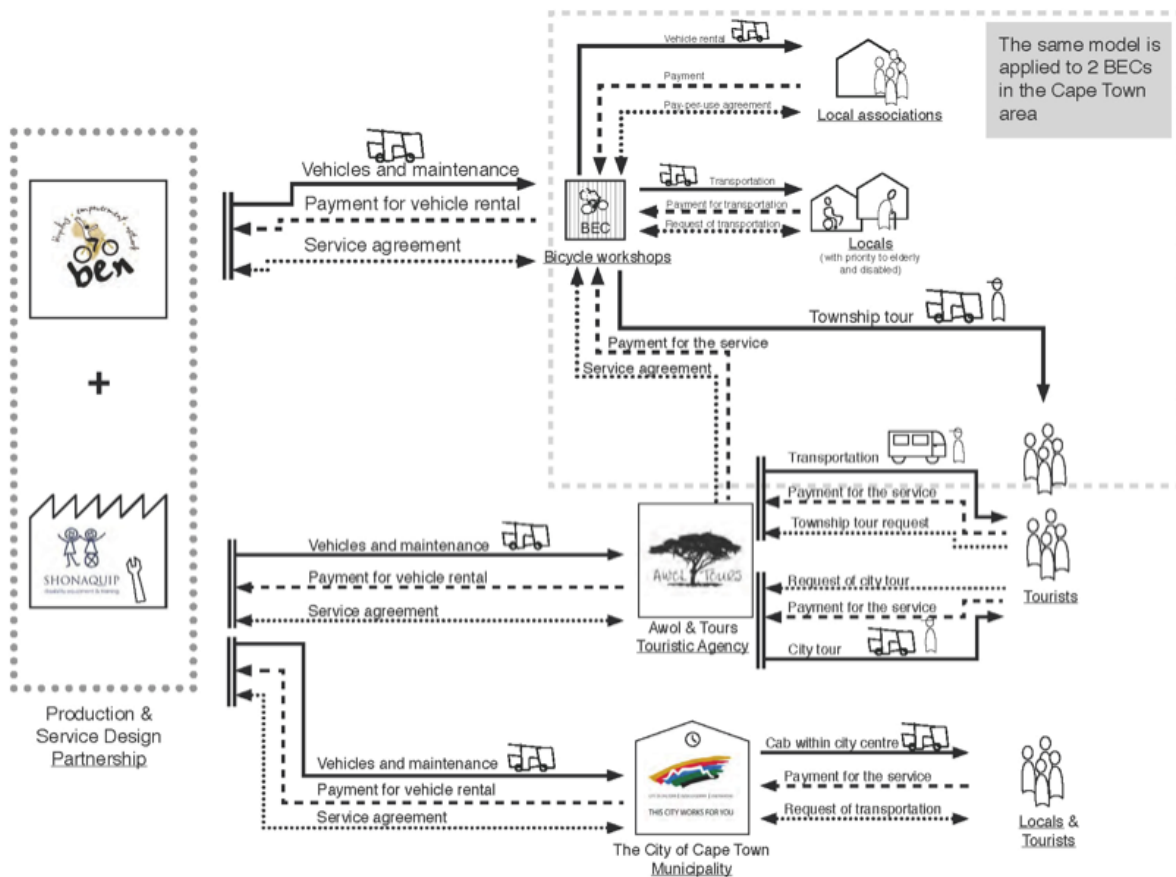 The same model is
applied to 2 BECs
in the Cape Town
area
Vehicle rental
Payment
Pay-per-use agreement
Local associations
Vehicles and maintenance
Payment for vehicle rental
Service agreement
BEC
Bicycle workshops
Transportation
Payment for transportation
Request of transportation
Locals
(with priority to elderly
and disabled)
ben
+
Township tour
Payment for the service
Service agreement
Transportation
Payment for the service
Township tour request
Vehicles and maintenance
Payment for vehicle rental
Service agreement
SHONAQUIP
AWOL TOURS
Awol & Tours
Touristic Agency
Request of city tour
Payment for the service
City tour
Tourists
Production &
Service Design
Partnership
Vehicles and maintenance
Payment for vehicle rental
Service agreement
THIS CITY WORKS FOR YOU
The City of Cape Town
Municipality
Cab within city centre
Payment for the service
Request of transportation
Locals &
Tourists